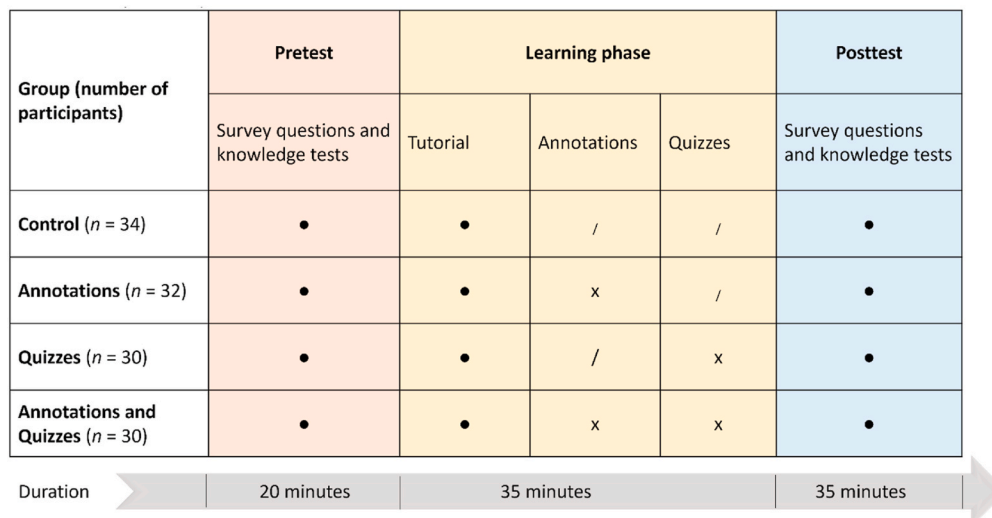 Group (number of
participants)
Pretest
Learning phase
Posttest
Survey questions and
knowledge tests
Tutorial
Annotations
Quizzes
Survey questions
and knowledge tests
Control (n = 34)
• • / / •
Annotations (n = 32)
• • x / •
Quizzes (n = 30)
• • / x •
Annotations and
Quizzes (n = 30)
• • x x •
Duration
20 minutes
35 minutes
35 minutes